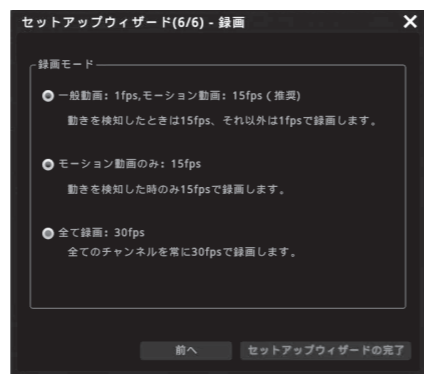 セットアップウィザード(6/6) - 録画
録画モード
一般動画: 1fps,モーション動画: 15fps ( 推奨)
動きを検知したときは15fps、それ以外は1fpsで録画します。
モーション動画のみ: 15fps
動きを検知した時のみ15fpsで録画します。
全て録画: 30fps
全てのチャンネルを常に30fpsで録画します。
前へ
セットアップウィザードの完了